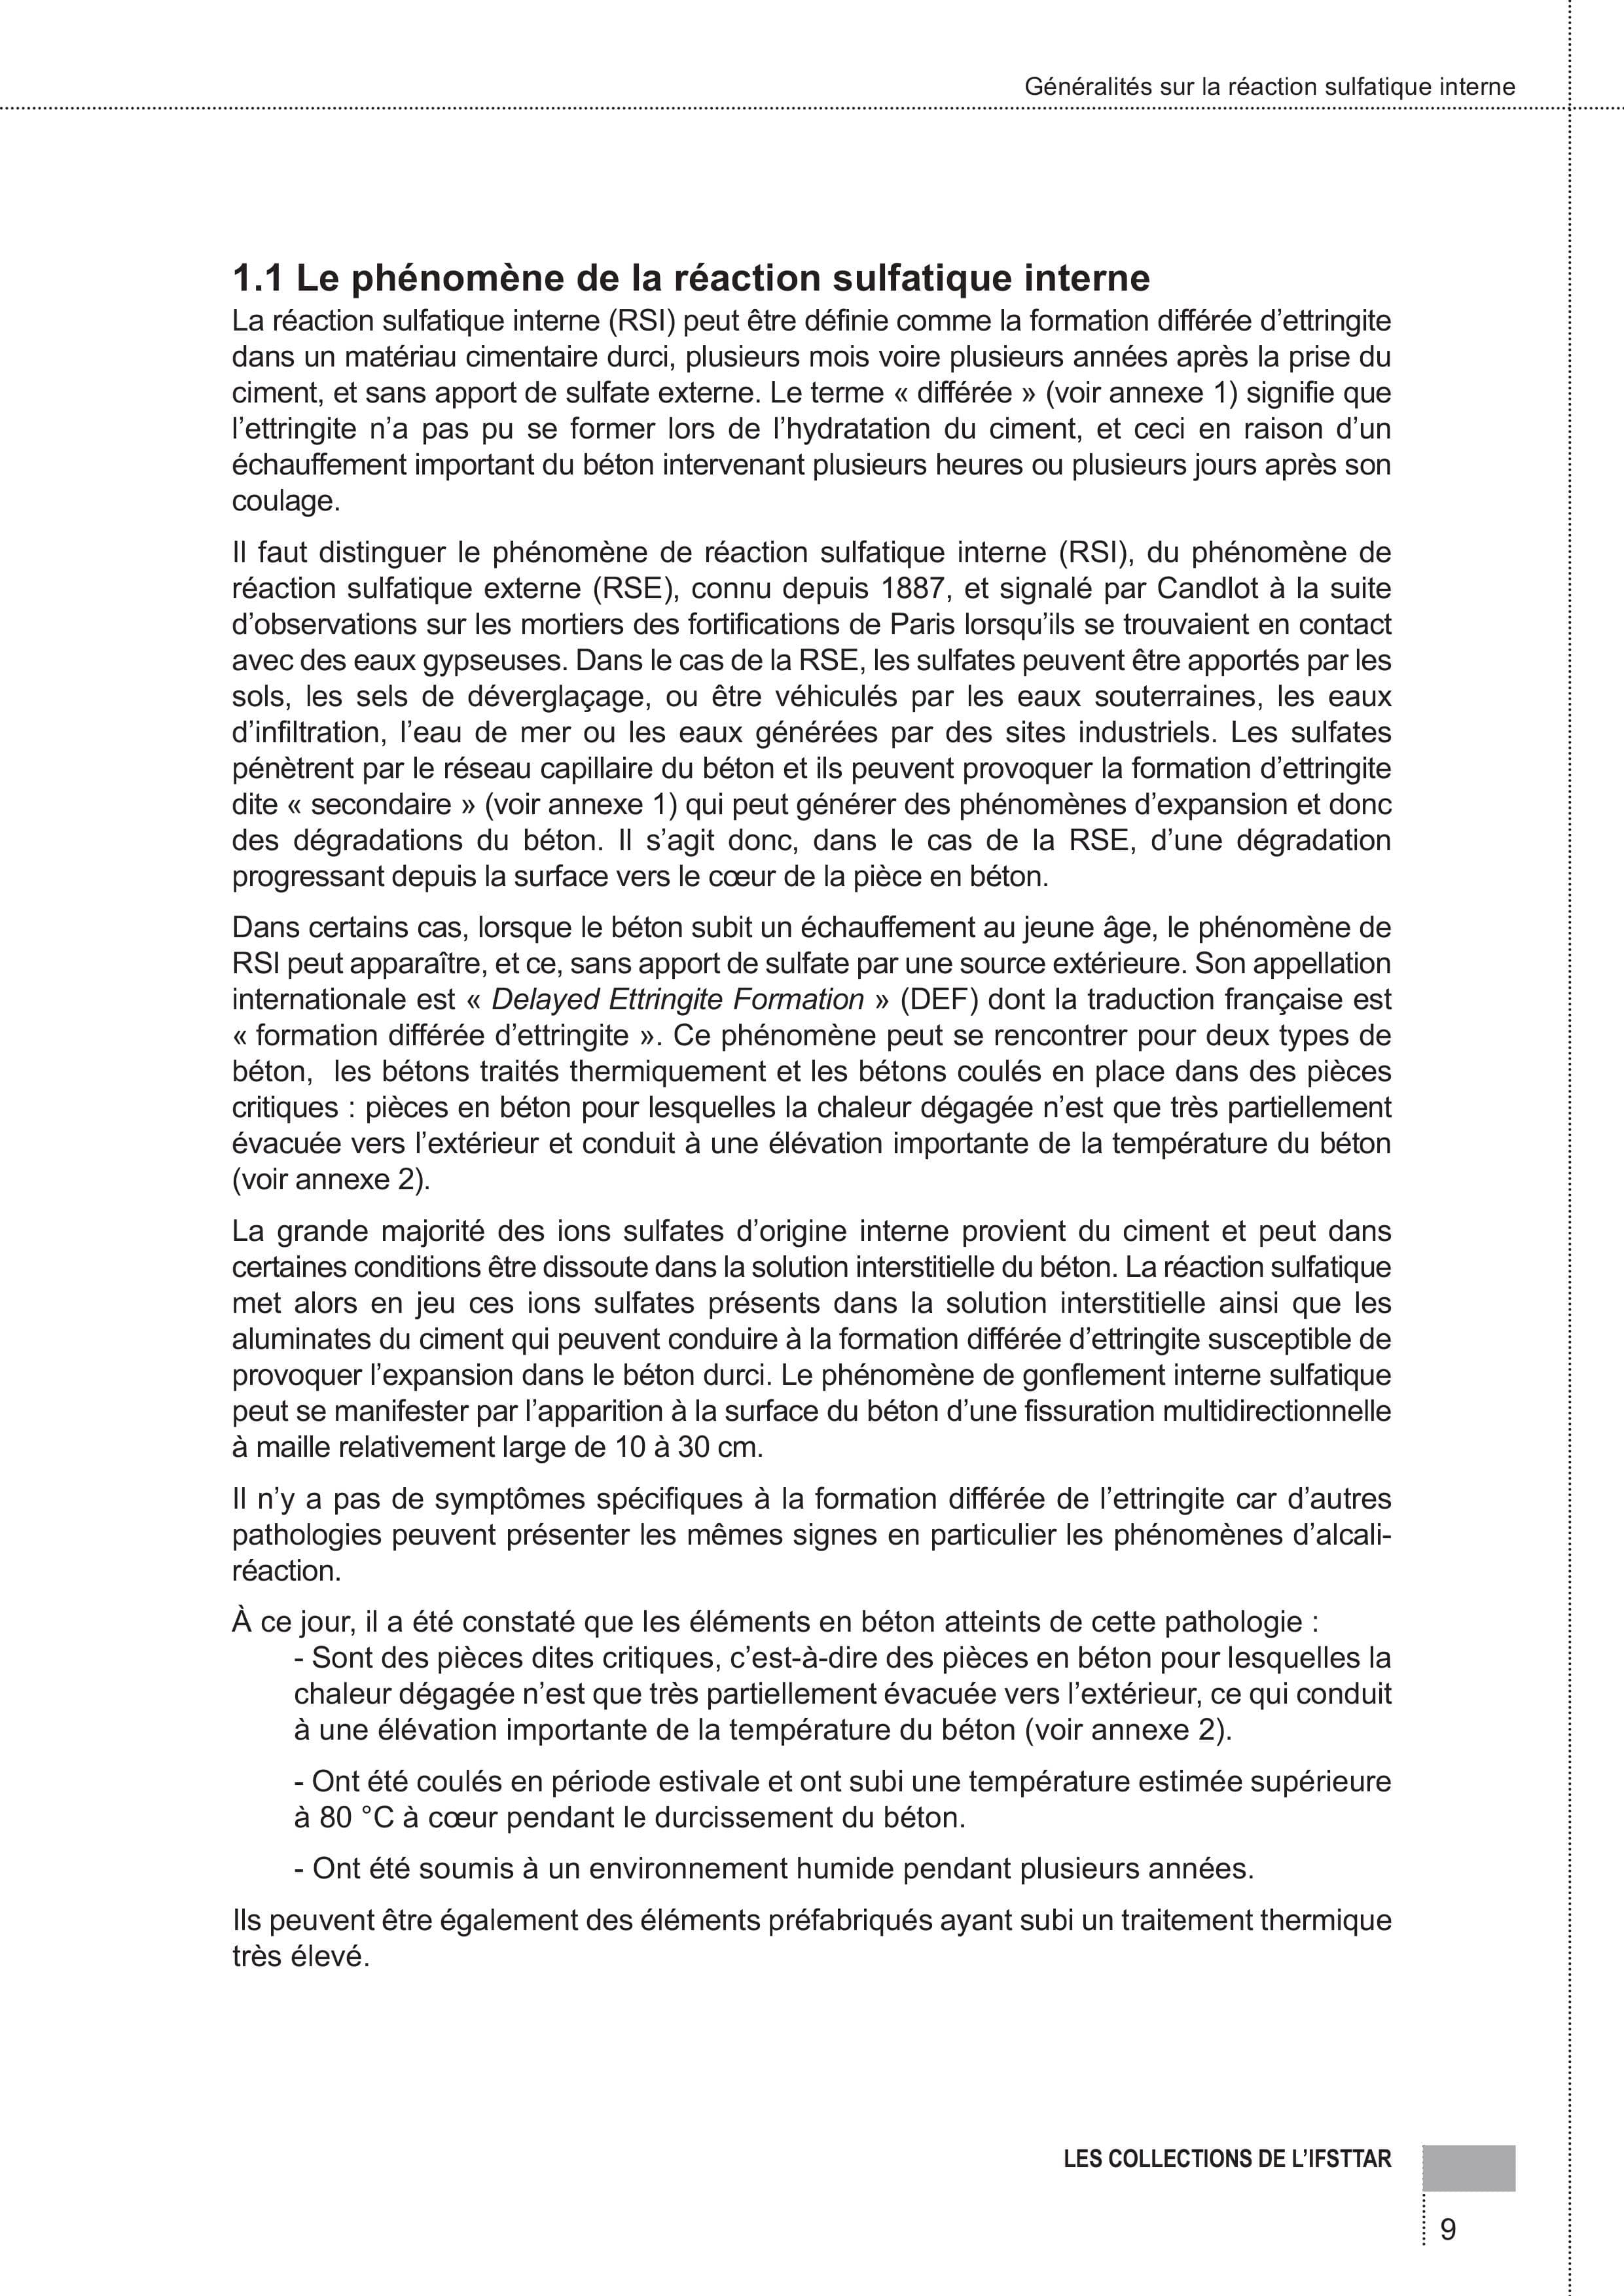 Généralités sur la réaction sulfatique interne
1.1 Le phénomène de la réaction sulfatique interne
La réaction sulfatique interne (RSI) peut être définie comme la formation différée d’ettringite
dans un matériau cimentaire durci, plusieurs mois voire plusieurs années après la prise du
ciment, et sans apport de sulfate externe. Le terme « différée » (voir annexe 1) signifie que
l’ettringite n’a pas pu se former lors de l’hydratation du ciment, et ceci en raison d’un
échauffement important du béton intervenant plusieurs heures ou plusieurs jours après son
coulage.
Il faut distinguer le phénomène de réaction sulfatique interne (RSI), du phénomène de
réaction sulfatique externe (RSE), connu depuis 1887, et signalé par Candlot à la suite
d’observations sur les mortiers des fortifications de Paris lorsqu’ils se trouvaient en contact
avec des eaux gypseuses. Dans le cas de la RSE, les sulfates peuvent être apportés par les
sols, les sels de déverglaçage, ou être véhiculés par les eaux souterraines, les eaux
d’infiltration, l’eau de mer ou les eaux générées par des sites industriels. Les sulfates
pénètrent par le réseau capillaire du béton et ils peuvent provoquer la formation d’ettringite
dite « secondaire » (voir annexe 1) qui peut générer des phénomènes d’expansion et donc
des dégradations du béton. Il s’agit donc, dans le cas de la RSE, d’une dégradation
progressant depuis la surface vers le cœur de la pièce en béton.
Dans certains cas, lorsque le béton subit un échauffement au jeune âge, le phénomène de
RSI peut apparaître, et ce, sans apport de sulfate par une source extérieure. Son appellation
internationale est « Delayed Ettringite Formation » (DEF) dont la traduction française est
« formation différée d’ettringite ». Ce phénomène peut se rencontrer pour deux types de
béton, les bétons traités thermiquement et les bétons coulés en place dans des pièces
critiques : pièces en béton pour lesquelles la chaleur dégagée n’est que très partiellement
évacuée vers l’extérieur et conduit à une élévation importante de la température du béton
(voir annexe 2).
La grande majorité des ions sulfates d’origine interne provient du ciment et peut dans
certaines conditions être dissoute dans la solution interstitielle du béton. La réaction sulfatique
met alors en jeu ces ions sulfates présents dans la solution interstitielle ainsi que les
aluminates du ciment qui peuvent conduire à la formation différée d’ettringite susceptible de
provoquer l’expansion dans le béton durci. Le phénomène de gonflement interne sulfatique
peut se manifester par l’apparition à la surface du béton d’une fissuration multidirectionnelle
à maille relativement large de 10 à 30 cm.
Il n’y a pas de symptômes spécifiques à la formation différée de l’ettringite car d’autres
pathologies peuvent présenter les mêmes signes en particulier les phénomènes d’alcali-
réaction.
À ce jour, il a été constaté que les éléments en béton atteints de cette pathologie :
- Sont des pièces dites critiques, c’est-à-dire des pièces en béton pour lesquelles la
chaleur dégagée n’est que très partiellement évacuée vers l’extérieur, ce qui conduit
à une élévation importante de la température du béton (voir annexe 2).
- Ont été coulés en période estivale et ont subi une température estimée supérieure
à 80 °C à cœur pendant le durcissement du béton.
- Ont été soumis à un environnement humide pendant plusieurs années.
Ils peuvent être également des éléments préfabriqués ayant subi un traitement thermique
très élevé.
LES COLLECTIONS DE L’IFSTTAR
9